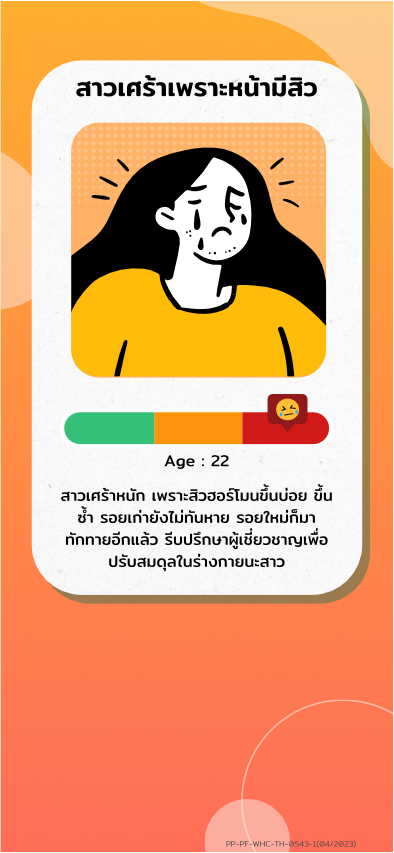 สาวเศร้าเพราะหน้ามีสิว
Age : 22
สาวเศร้าหนัก เพราะสิวฮอร์โมนขึ้นบ่อย ขึ้น
ซ้ำ รอยเก่ายังไม่ทันหาย รอยใหม่ก็มา
ทักทายอีกแล้ว รีบปรึกษาผู้เชี่ยวชาญเพื่อ
ปรับสมดุลในร่างกายนะสาว
PP-PF-WHC-TH-0543-1(04/2023)